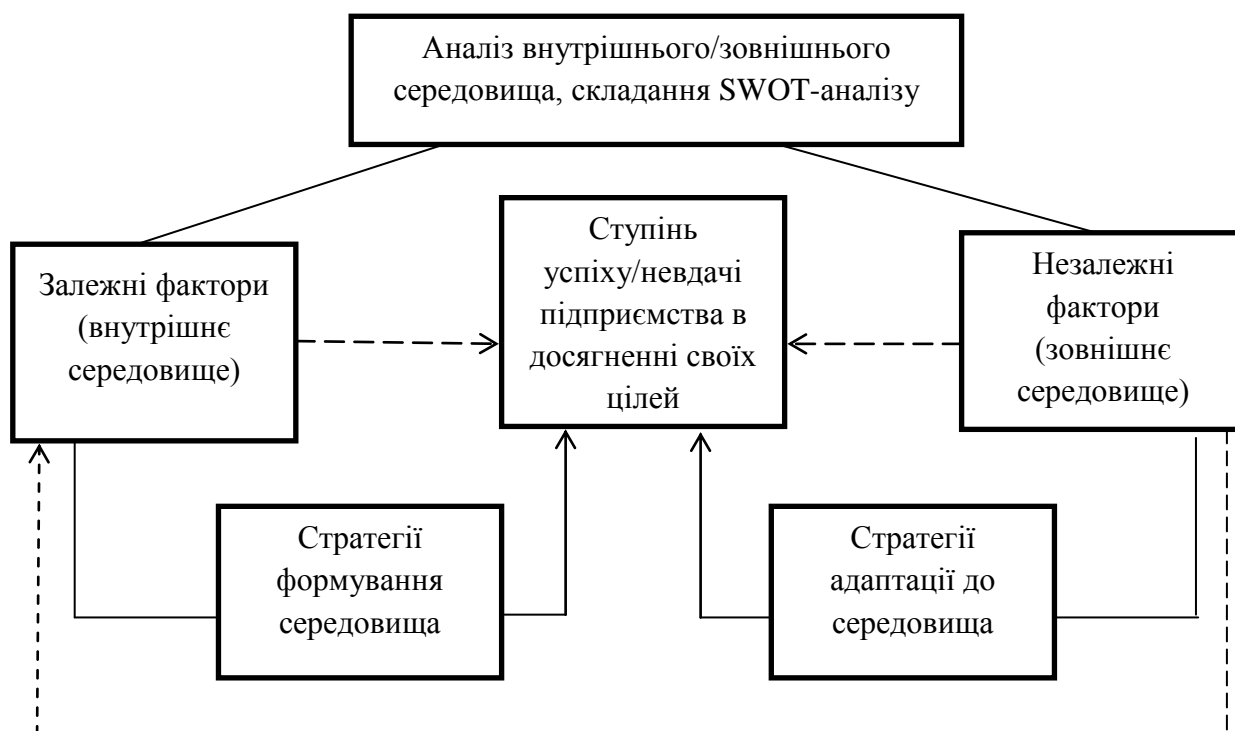 Аналіз внутрішнього/зовнішнього
середовища, складання SWOT-аналізу
Залежні фактори
(внутрішнє
середовище)
Ступінь
успіху/невдачі
підприємства в
досягненні своїх
цілей
Незалежні
фактори
(зовнішнє
середовище)
Стратегії
формування
середовища
Стратегії
адаптації до
середовища